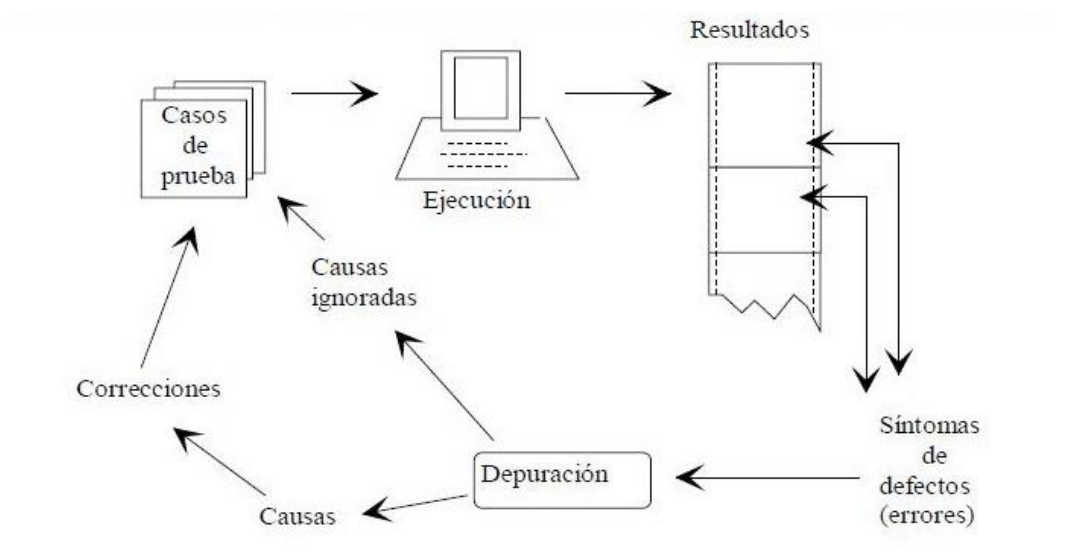 Resultados
Casos
de
prueba
Ejecución
Causas
ignoradas
Correcciones
Síntomas
de
defectos
(errores)
Depuración
Causas